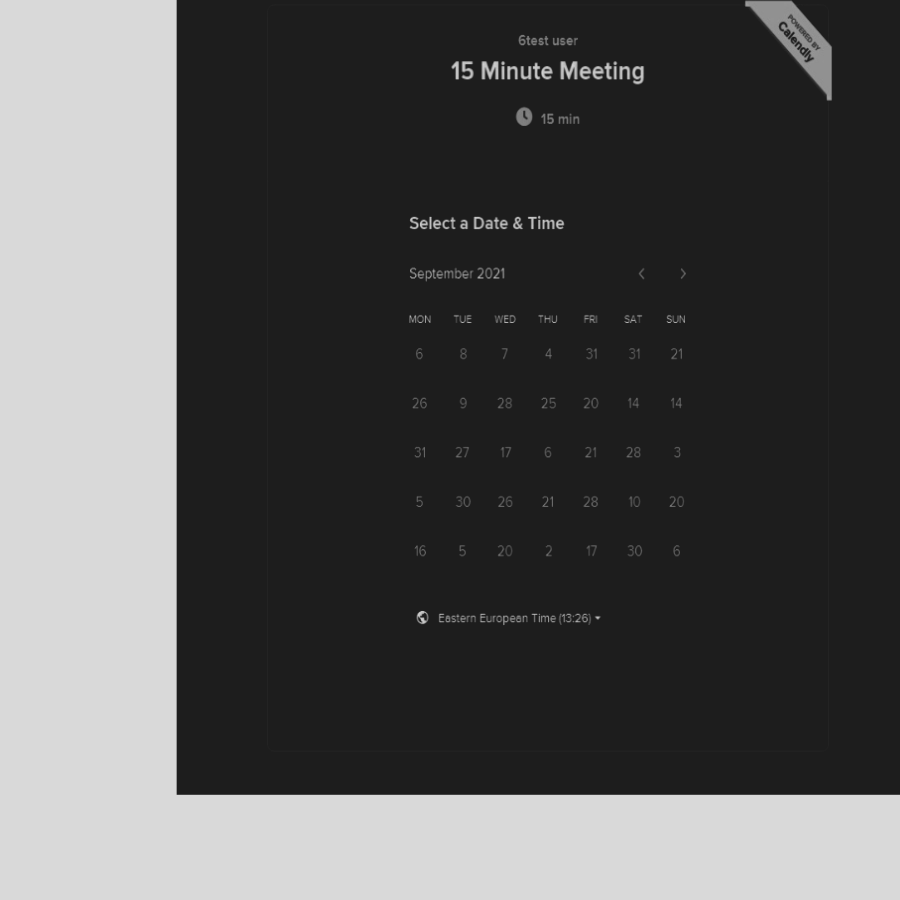 POWERED BY
Calendly
6test user
15 Minute Meeting
15 min
Select a Date & Time
September 2021
MON TUE WED THU FRI SAT SUN
6 8 7 4 31 31 21
26 9 28 25 20 14 14
31 27 17 6 21 28 3
5 30 26 21 28 10 20
16 5 20 2 17 30 6
Eastern European Time (13:26)